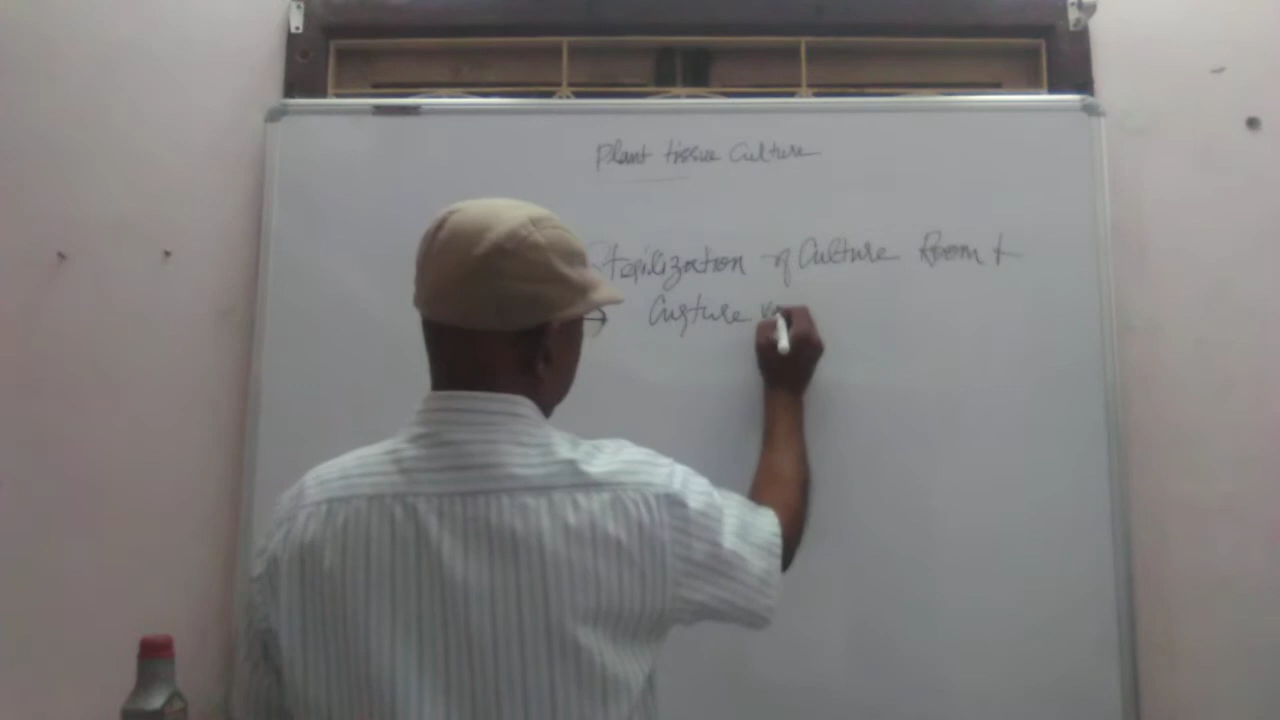 Plant tissue Culture
Sterilization of Culture Room +
Culture